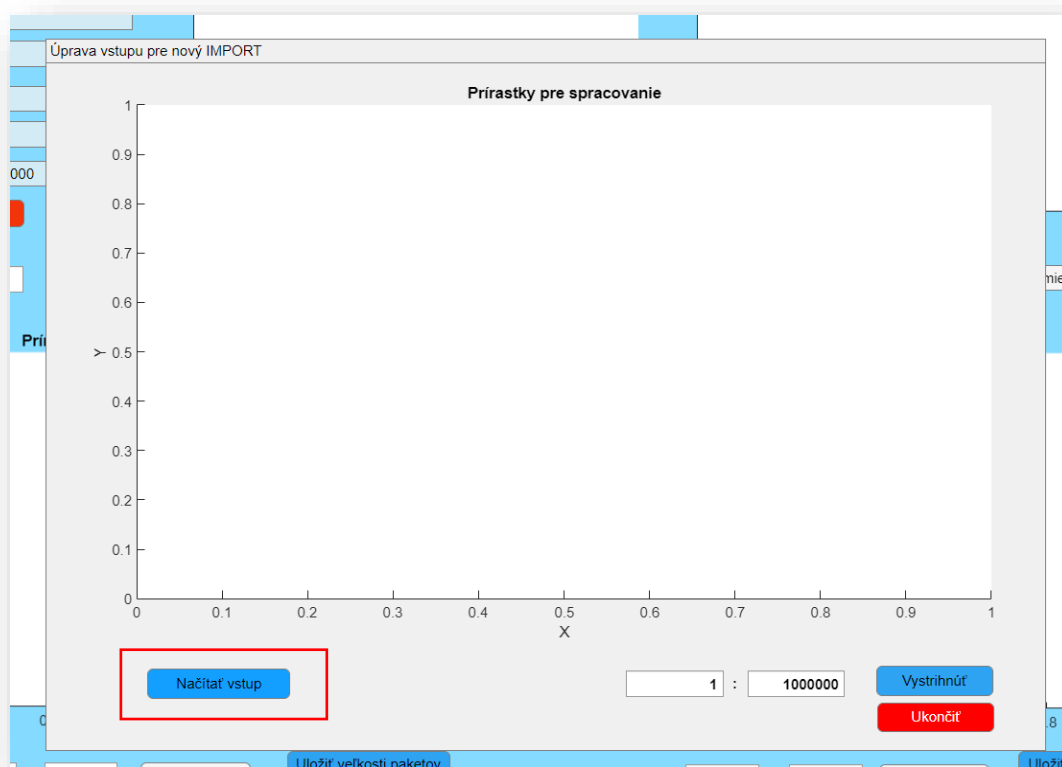 Úprava vstupu pre nový IMPORT
Prírastky pre spracovanie
1
0.9
0.8
000
0.7
0.6
Prír
Y
0.5
0.4
0.3
0.2
0.1
0
0 0.1 0.2 0.3 0.4 0.5 0.6 0.7 0.8 0.9 1
X
Načítať vstup
1 : 1000000
Vystrihnúť
Ukončiť
0
.8
Uložiť veľkosti paketov
Uloži